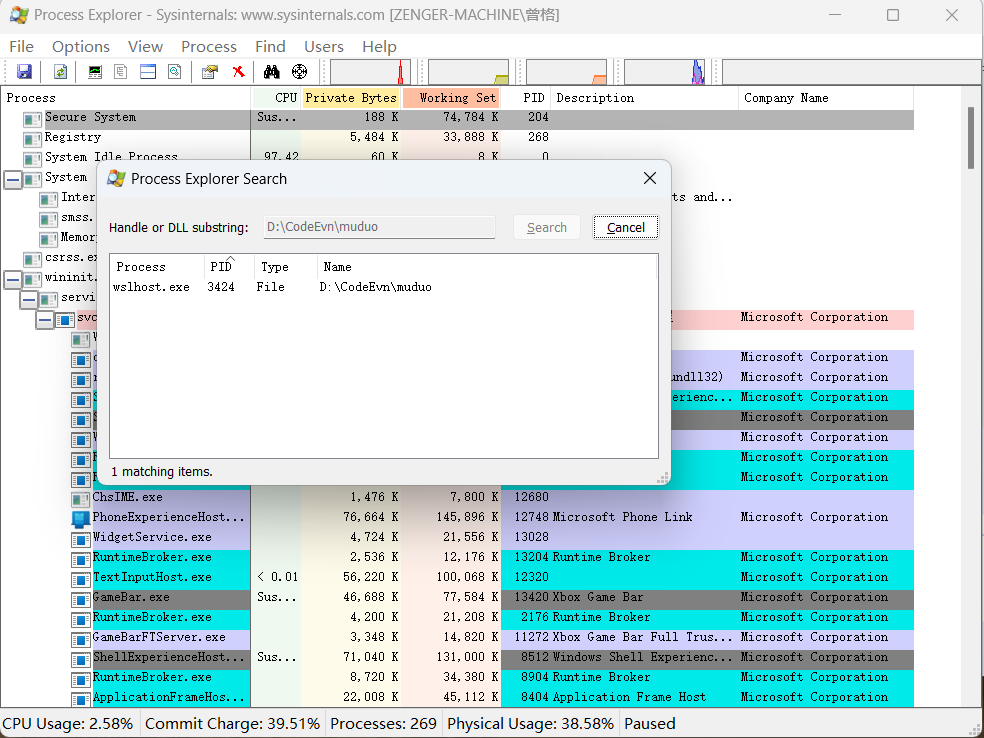 Process Explorer - Sysinternals: www.sysinternals.com [ZENGER-MACHINE\曾格]
File Options View Process Find Users Help
Process CPU Private Bytes Working Set PID Description Company Name
Secure System Sus... 188 K 74,784 K 204
Registry 5,484 K 33,888 K 268
System Idle Process 97.42 60 K 8 K 0
System
Inter ts and...
smss.
Memor
csrss.ex
wininit.
servi
svc Microsoft Corporation
Microsoft Corporation
undll32) Microsoft Corporation
erienc... Microsoft Corporation
Microsoft Corporation
Microsoft Corporation
Microsoft Corporation
Microsoft Corporation
Process Explorer Search
Handle or DLL substring: D:\CodeEvn\muduo Search Cancel
Process PID Type Name
wslhost.exe 3424 File D:\CodeEvn\muduo
1 matching items.
ChsIME.exe 1,476 K 7,800 K 12680
PhoneExperienceHost... 76,664 K 145,896 K 12748 Microsoft Phone Link Microsoft Corporation
WidgetService.exe 4,724 K 21,556 K 13028
RuntimeBroker.exe 2,536 K 12,176 K 13204 Runtime Broker Microsoft Corporation
TextInputHost.exe < 0.01 56,220 K 100,068 K 12320 Microsoft Corporation
GameBar.exe Sus... 46,688 K 77,584 K 13420 Xbox Game Bar Microsoft Corporation
RuntimeBroker.exe 4,200 K 21,208 K 2176 Runtime Broker Microsoft Corporation
GameBarFTServer.exe 3,348 K 14,820 K 11272 Xbox Game Bar Full Trus... Microsoft Corporation
ShellExperienceHost... Sus... 71,040 K 131,000 K 8512 Windows Shell Experienc... Microsoft Corporation
RuntimeBroker.exe 8,720 K 34,380 K 8904 Runtime Broker Microsoft Corporation
ApplicationFrameHos... 22,008 K 45,112 K 8404 Application Frame Host Microsoft Corporation
CPU Usage: 2.58% Commit Charge: 39.51% Processes: 269 Physical Usage: 38.58% Paused